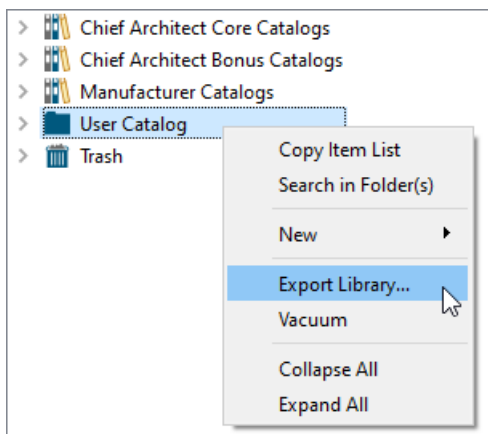 Chief Architect Core Catalogs
Chief Architect Bonus Catalogs
Manufacturer Catalogs
User Catalog
Trash
Copy Item List
Search in Folder(s)
New
Export Library...
Vacuum
Collapse All
Expand All